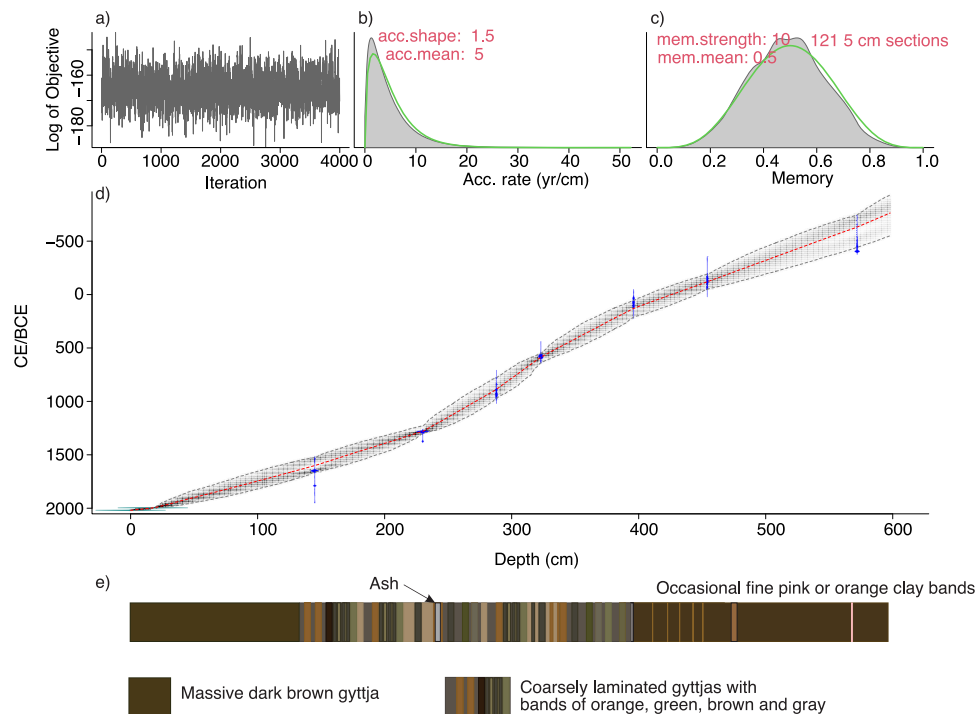 a)
Log of Objective
−160
−180
0 1000 2000 3000 4000
Iteration
b)
acc.shape: 1.5
acc.mean: 5
0 10 20 30 40 50
Acc. rate (yr/cm)
c)
mem.strength: 10
mem.mean: 0.5
121 5 cm sections
0.0 0.2 0.4 0.6 0.8 1.0
Memory
d)
CE/BCE
−500
0
500
1000
1500
2000
0 100 200 300 400 500 600
Depth (cm)
e)
Ash
Occasional fine pink or orange clay bands
Massive dark brown gyttja
Coarsely laminated gyttjas with
bands of orange, green, brown and gray